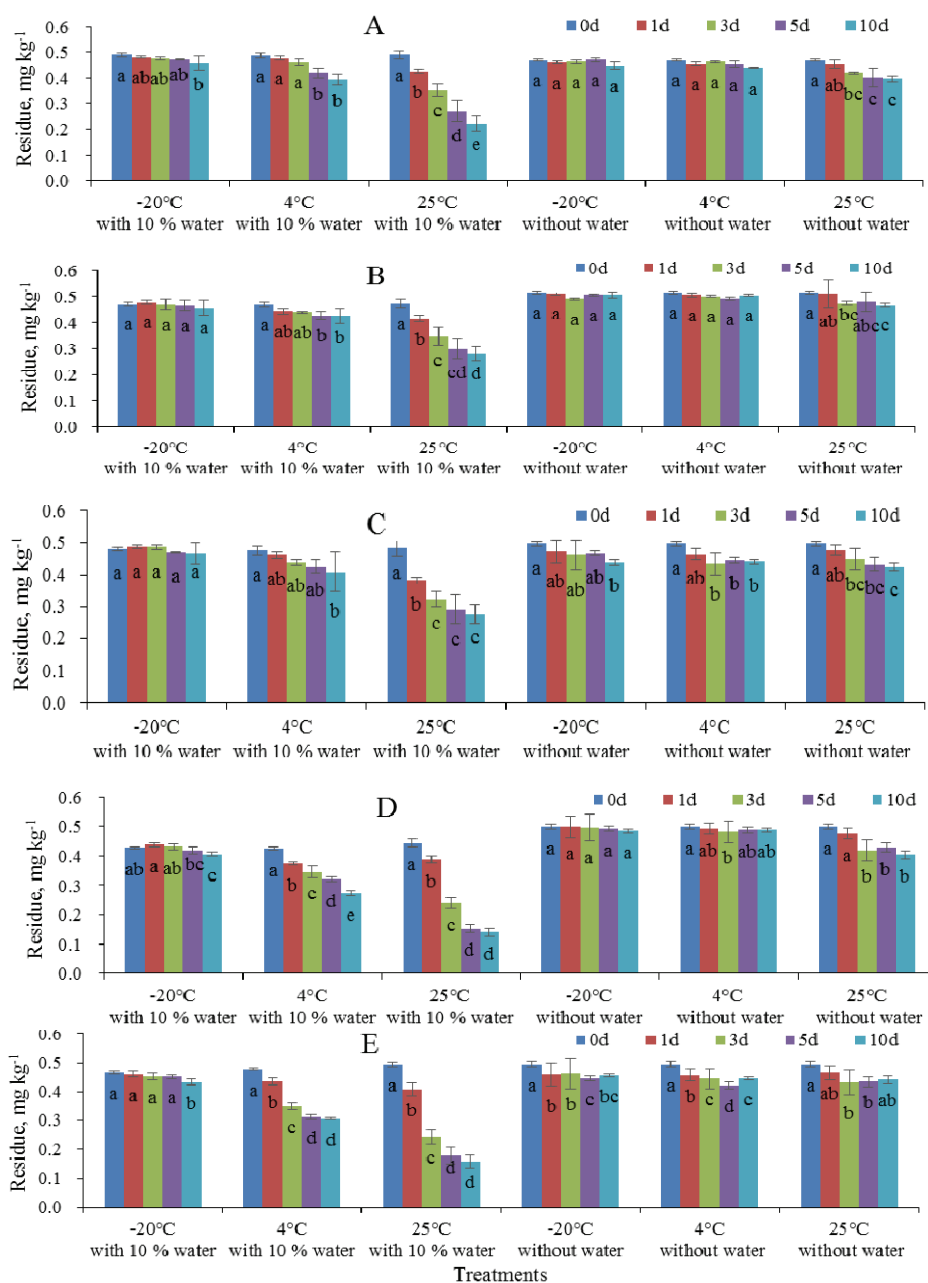 A
0d 1d 3d 5d 10d
Residue, mg kg-1
0.6
0.5
0.4
0.3
0.2
0.1
0.0
a ab ab ab b
a a a b b
a b c d e
a a a a a
a a a a a
a ab bc c c
-20°C with 10 % water
4°C with 10 % water
25°C with 10 % water
-20°C without water
4°C without water
25°C without water
B
0d 1d 3d 5d 10d
Residue, mg kg-1
0.6
0.5
0.4
0.3
0.2
0.1
0.0
a a a a a
a ab ab b b
a b c cd d
a a a a a
a a a a a
a ab bc abc c
-20°C with 10 % water
4°C with 10 % water
25°C with 10 % water
-20°C without water
4°C without water
25°C without water
C
0d 1d 3d 5d 10d
Residue, mg kg-1
0.6
0.5
0.4
0.3
0.2
0.1
0.0
a a a a a
a ab ab ab b
a b c c c
a ab ab ab b
a ab b b b
a ab bc bc c
-20°C with 10 % water
4°C with 10 % water
25°C with 10 % water
-20°C without water
4°C without water
25°C without water
D
0d 1d 3d 5d 10d
Residue, mg kg-1
0.6
0.5
0.4
0.3
0.2
0.1
0.0
ab a ab bc c
a b c d e
a b c d d
a a a a a
a ab b ab ab
a a b b b
-20°C with 10 % water
4°C with 10 % water
25°C with 10 % water
-20°C without water
4°C without water
25°C without water
E
0d 1d 3d 5d 10d
Residue, mg kg-1
0.6
0.5
0.4
0.3
0.2
0.1
0.0
a a a a b
a b c d d
a b c d d
a b b c bc
a b c d c
a ab b b ab
-20°C with 10 % water
4°C with 10 % water
25°C with 10 % water
-20°C without water
4°C without water
25°C without water
Treatments